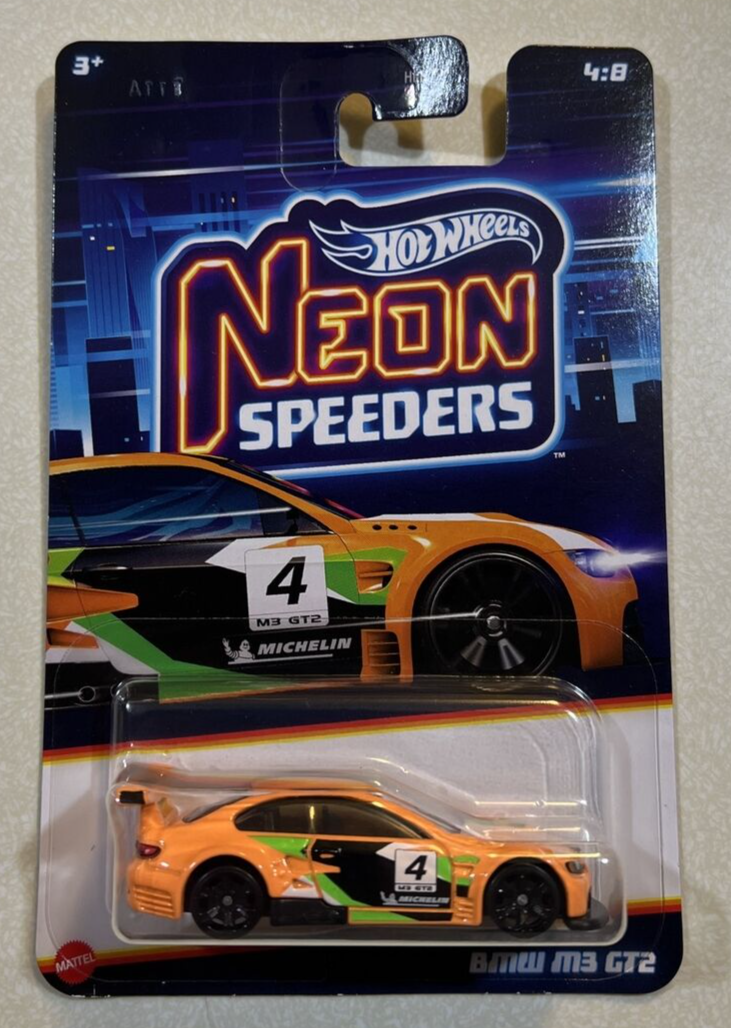 3+
4:8
HOT WHEELS
NEON
SPEEDERS
TM
4
M3 GT2
MICHELIN
4
M3 GT2
MICHELIN
MATTEL
BMW M3 GT2